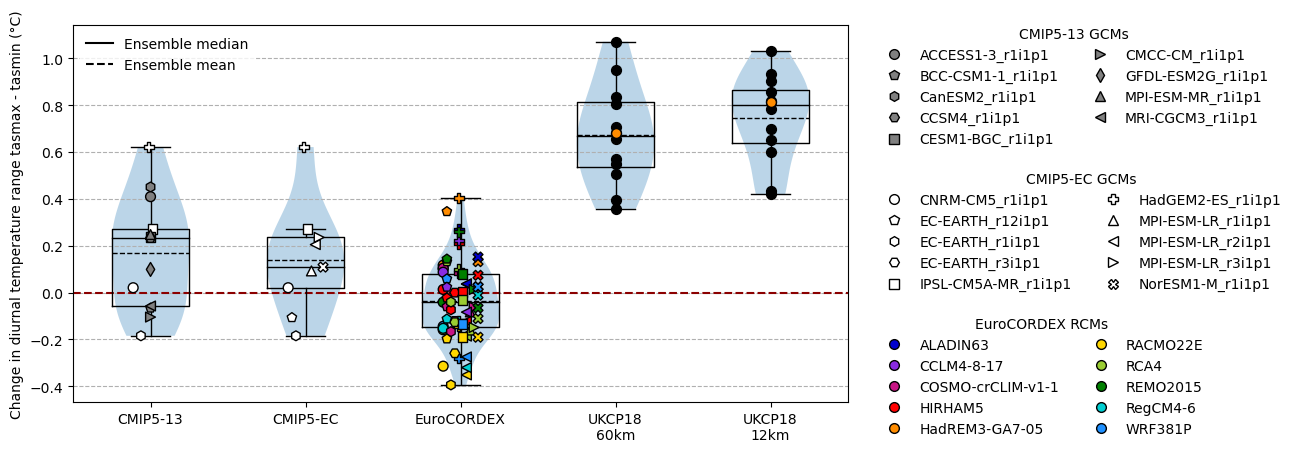 Change in diurnal temperature range tasmax - tasmin (°C)
Ensemble median
Ensemble mean
1.0
0.8
0.6
0.4
0.2
0.0
−0.2
−0.4
CMIP5-13
CMIP5-EC
EuroCORDEX
UKCP18
60km
UKCP18
12km
CMIP5-13 GCMs
ACCESS1-3_r1i1p1
BCC-CSM1-1_r1i1p1
CanESM2_r1i1p1
CCSM4_r1i1p1
CESM1-BGC_r1i1p1
CMCC-CM_r1i1p1
GFDL-ESM2G_r1i1p1
MPI-ESM-MR_r1i1p1
MRI-CGCM3_r1i1p1
CMIP5-EC GCMs
CNRM-CM5_r1i1p1
EC-EARTH_r12i1p1
EC-EARTH_r1i1p1
EC-EARTH_r3i1p1
IPSL-CM5A-MR_r1i1p1
HadGEM2-ES_r1i1p1
MPI-ESM-LR_r1i1p1
MPI-ESM-LR_r2i1p1
MPI-ESM-LR_r3i1p1
NorESM1-M_r1i1p1
EuroCORDEX RCMs
ALADIN63
CCLM4-8-17
COSMO-crCLIM-v1-1
HIRHAM5
HadREM3-GA7-05
RACMO22E
RCA4
REMO2015
RegCM4-6
WRF381P